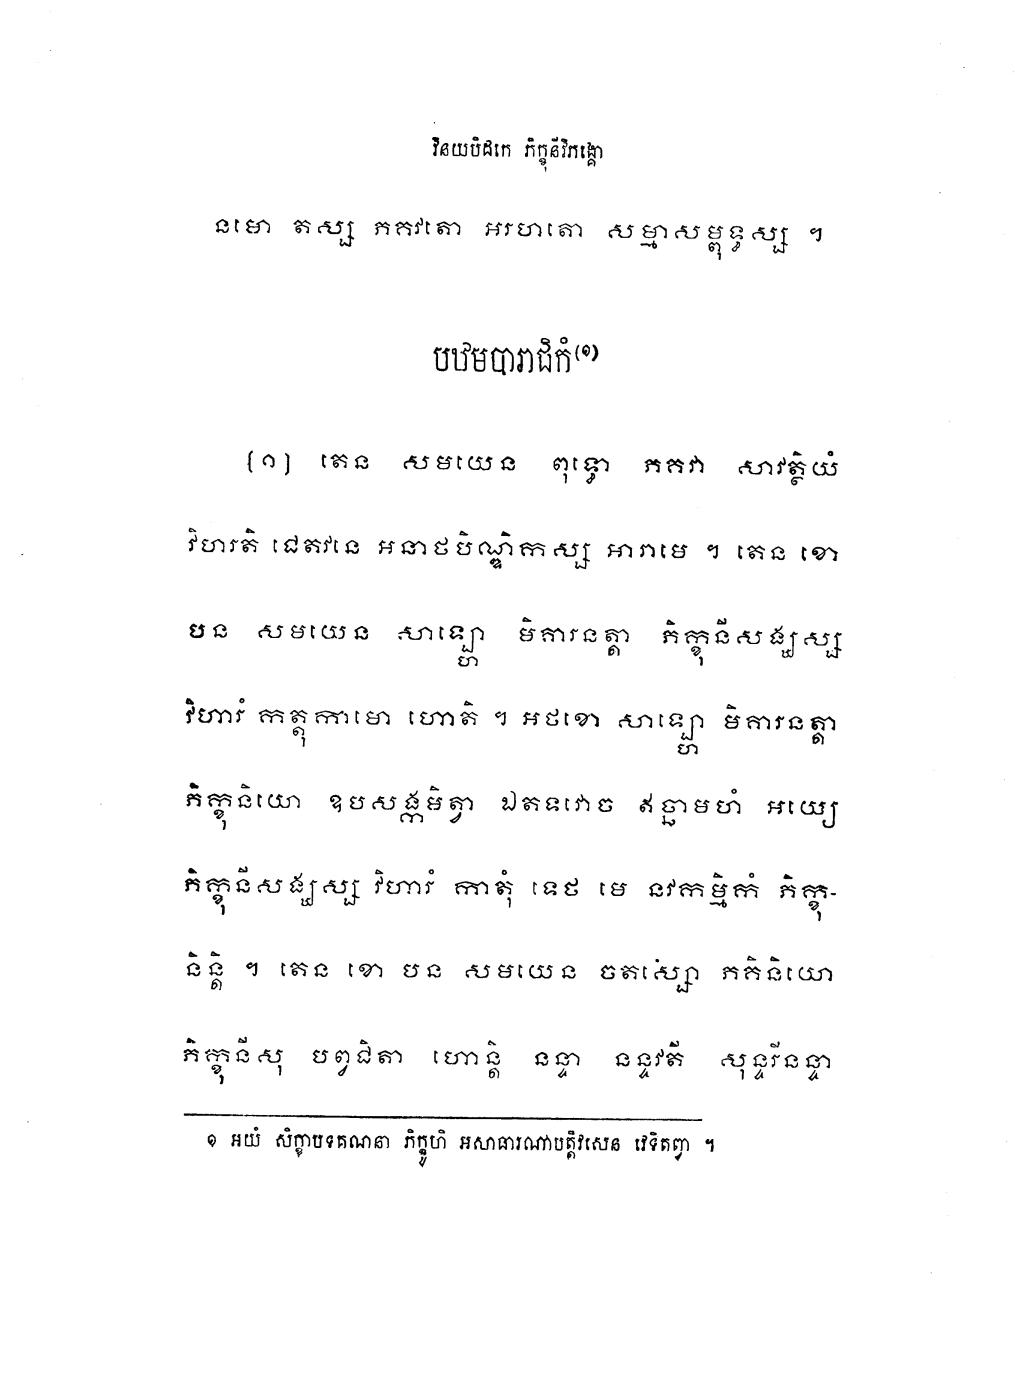 វិនយបិដកេ ភិក្ខុនីវិភង្គោ
នមោ តស្ស ភគវតោ អរហតោ សម្មាសម្ពុទ្ធស្ស ។
បឋមបារាជិកំ(១)
(១) តេន សមយេន ពុទ្ធោ ភគវា សាវត្ថិយំ
វិហរតិ ជេតវនេ អនាថបិណ្ឌិកស្ស អារាមេ ។ តេន ខោ
បន សមយេន សាឡ្ហោ មិគារនត្តា ភិក្ខុនីសង្ឃស្ស
វិហារំ កត្តុកាមោ ហោតិ ។ អថខោ សាឡ្ហោ មិគារនត្តា
ភិក្ខុនិយោ ឧបសង្កមិត្វា ឯតទវោច ឥច្ឆាមហំ អយ្យេ
ភិក្ខុនីសង្ឃស្ស វិហារំ កាតុំ ទេថ មេ នវកម្មិកំ ភិក្ខុ-
និន្តិ ។ តេន ខោ បន សមយេន ចតស្សោ ភគិនិយោ
ភិក្ខុនីសុ បព្វជិតា ហោន្តិ នន្ទា នន្ទវតី សុន្ទរីនន្ទា
១ អយំ សិក្ខាបទគណនា ភិក្ខូហិ អសាធារណាបត្តិវសេន វេទិតព្វា ។